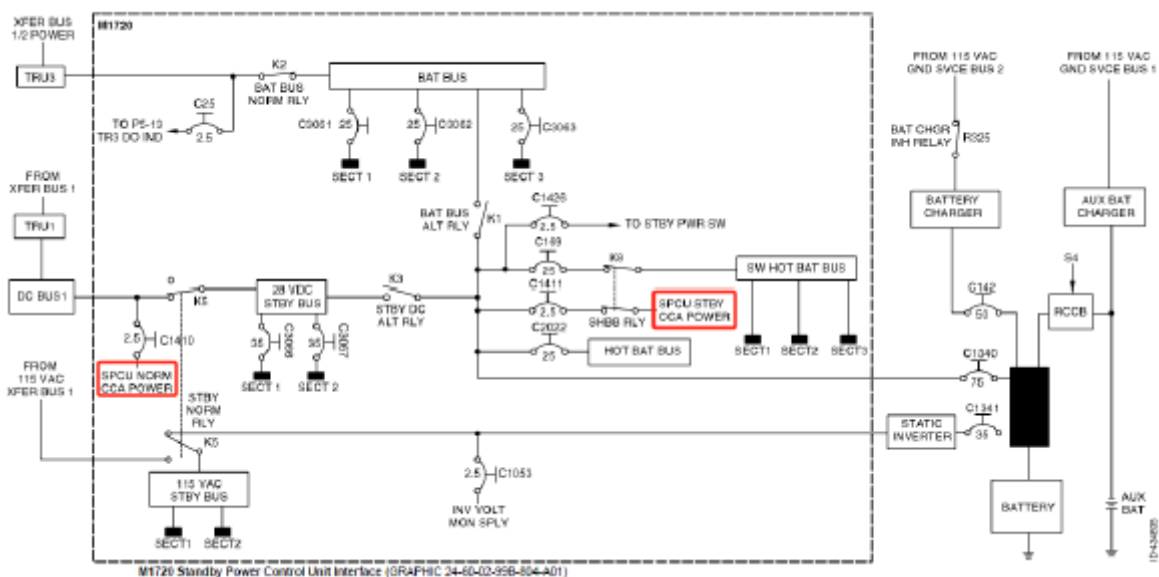 XFER BUS
1/2 POWER
M1720
TRU3
K2
BAT BUS
NORM RLY
BAT BUS
C25
2.5
TO P5-13
TR3 DO IND
C3061
25
25
C3062
25
C3063
SECT 1
SECT 2
SECT 3
FROM
XFER BUS 1
TRU1
DC BUS1
BAT BUS
ALT RLY
K1
C1426
2.5
TO STBY PWR SW
C169
25
K8
SW HOT BAT BUS
C1411
2.5
SHBB RLY
SPCU STBY
CCA POWER
C2022
25
HOT BAT BUS
SECT1
SECT2
SECT3
K5
28 VDC
STBY BUS
K3
STBY DC
ALT RLY
2.5
C1410
SPCU NORM
CCA POWER
35
35
C3067
SECT 1
SECT 2
FROM
115 VAC
XFER BUS 1
STBY
NORM
RLY
K5
115 VAC
STBY BUS
SECT1
SECT2
2.5
C1053
INV VOLT
MON SPLY
FROM 115 VAC
GND SVCE BUS 2
FROM 115 VAC
GND SVCE BUS 1
BAT CHGR
INH RELAY
R325
BATTERY
CHARGER
AUX BAT
CHARGER
S4
RCCB
C142
50
C1340
75
C1341
35
STATIC
INVERTER
BATTERY
AUX
BAT
M1720 Standby Power Control Unit Interface (GRAPHIC 24-60-02-99B-804-A01)